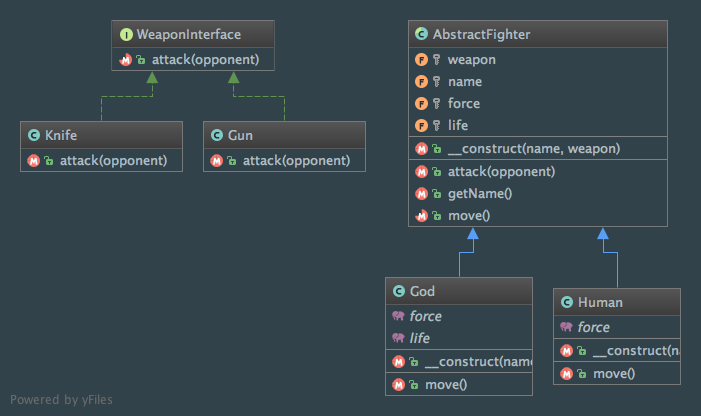 WeaponInterface
attack(opponent)
Knife
attack(opponent)
Gun
attack(opponent)
AbstractFighter
weapon
name
force
life
__construct(name, weapon)
attack(opponent)
getName()
move()
God
force
life
__construct(name
move()
Human
force
__construct(na
move()
Powered by yFiles